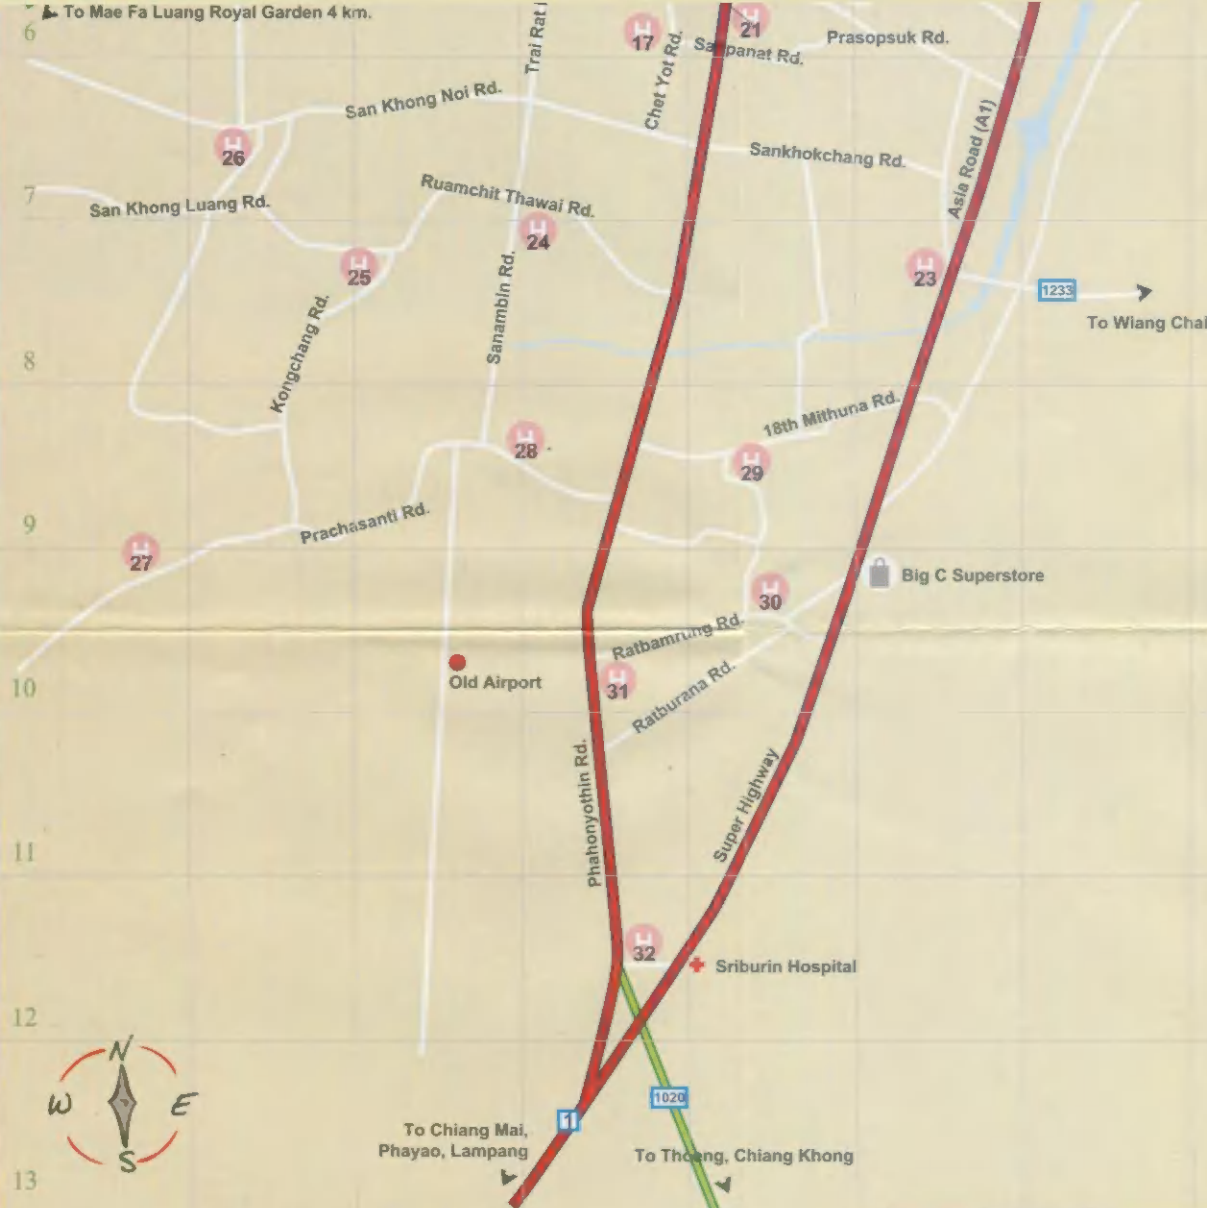 To Mae Fa Luang Royal Garden 4 km.
6
17
21
Trai Rat
Chet Yot Rd.
Sanpanat Rd.
Prasopsuk Rd.
San Khong Noi Rd.
26
Sankhokchang Rd.
Asia Road (A1)
7
San Khong Luang Rd.
Ruamchit Thawai Rd.
24
25
23
1233
To Wiang Chai
Sanambin Rd.
Kongchang Rd.
8
18th Mithuna Rd.
28
29
9
Prachasanti Rd.
27
Big C Superstore
30
Ratbamrung Rd.
Old Airport
31
10
Ratburana Rd.
Phahonyothin Rd.
Super Highway
11
32
Sriburin Hospital
12
N
W
E
S
1020
1
To Chiang Mai,
Phayao, Lampang
To Thoeng, Chiang Khong
13